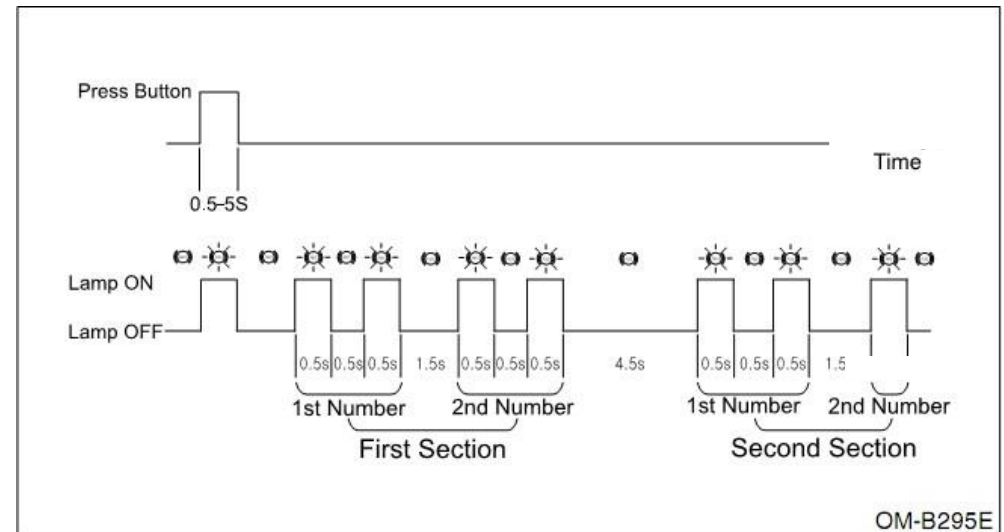 Press Button
Time
0.5–5S
Lamp ON
Lamp OFF
0.5s 0.5s 0.5s 1.5s 0.5s 0.5s 0.5s 4.5s 0.5s 0.5s 0.5s 1.5
1st Number 2nd Number 1st Number 2nd Number
First Section Second Section
OM-B295E